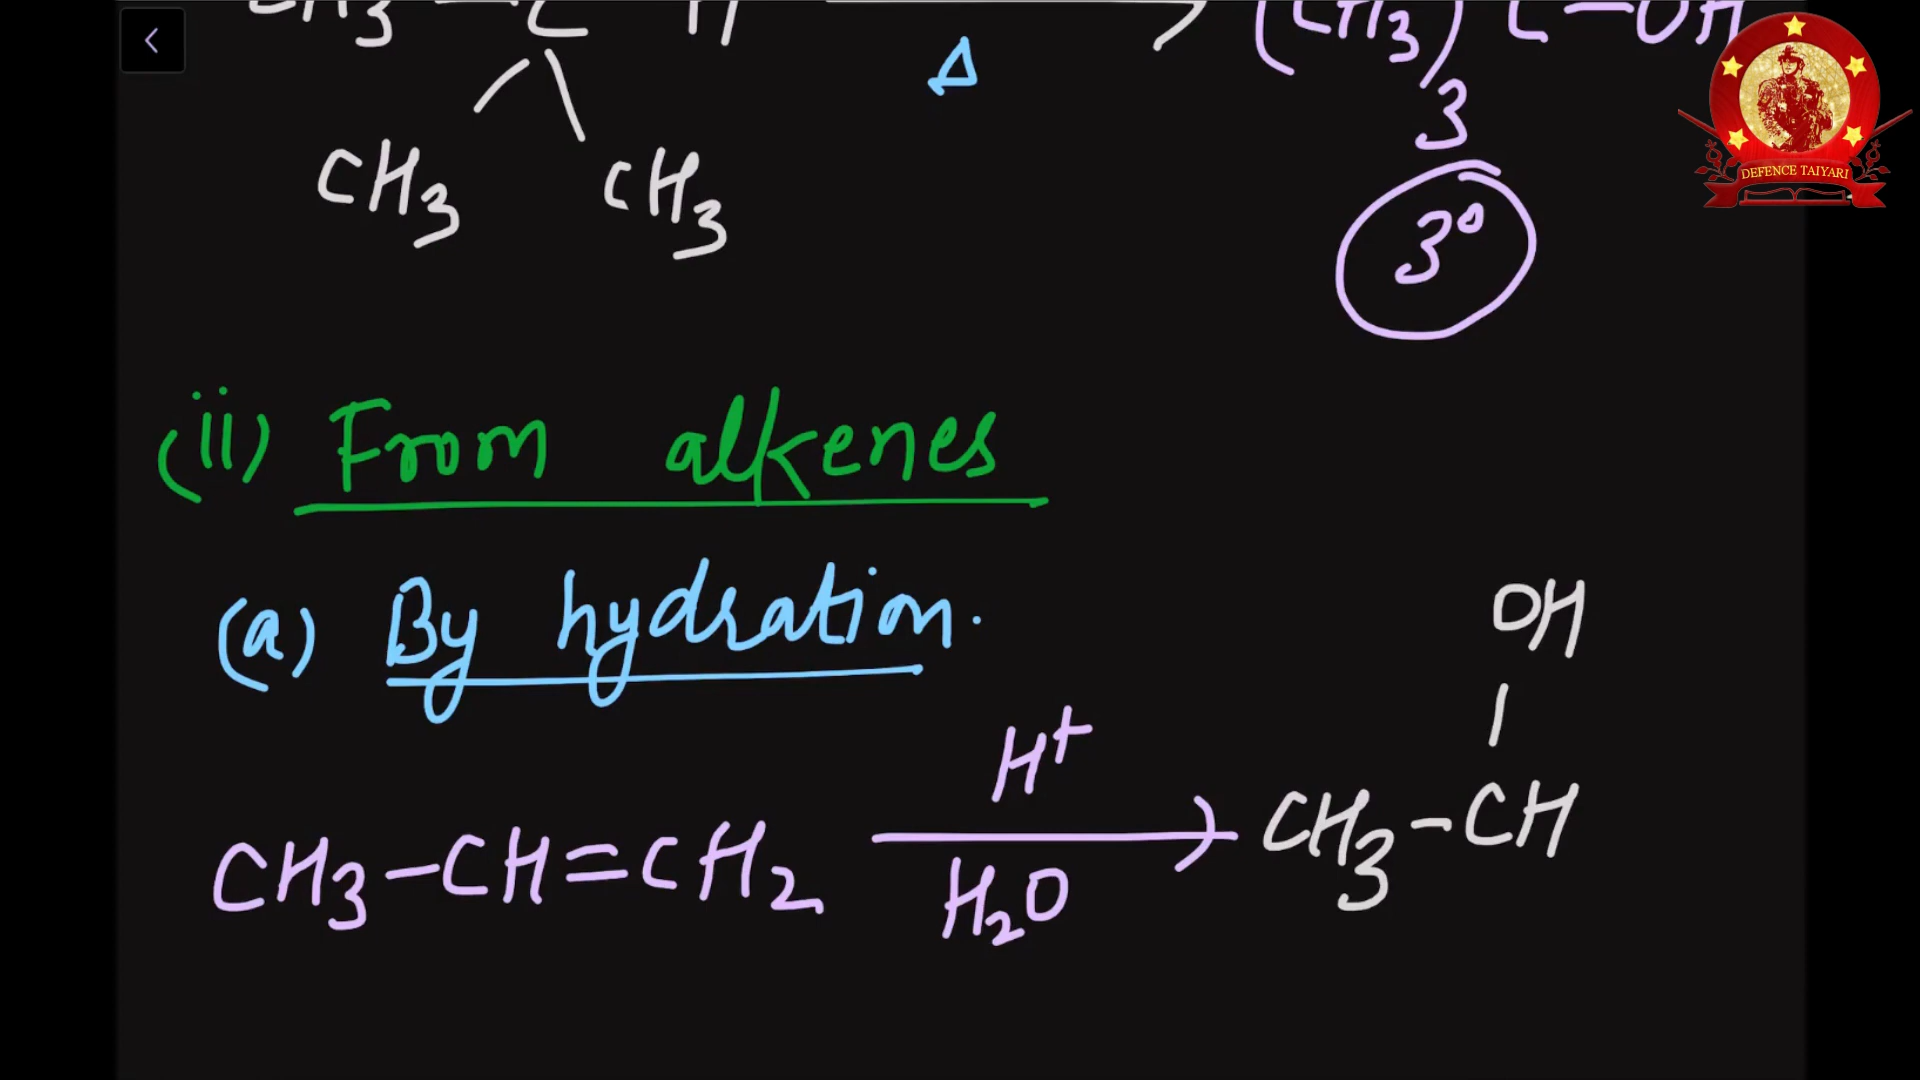 CH3 - C H → (CH3)3 C-OH
Δ
CH3 CH3
3°
DEFENCE TAIYARI
(ii) From alkenes
(a) By hydration.
OH
H+
CH3-CH=CH2 → CH3-CH
H2O